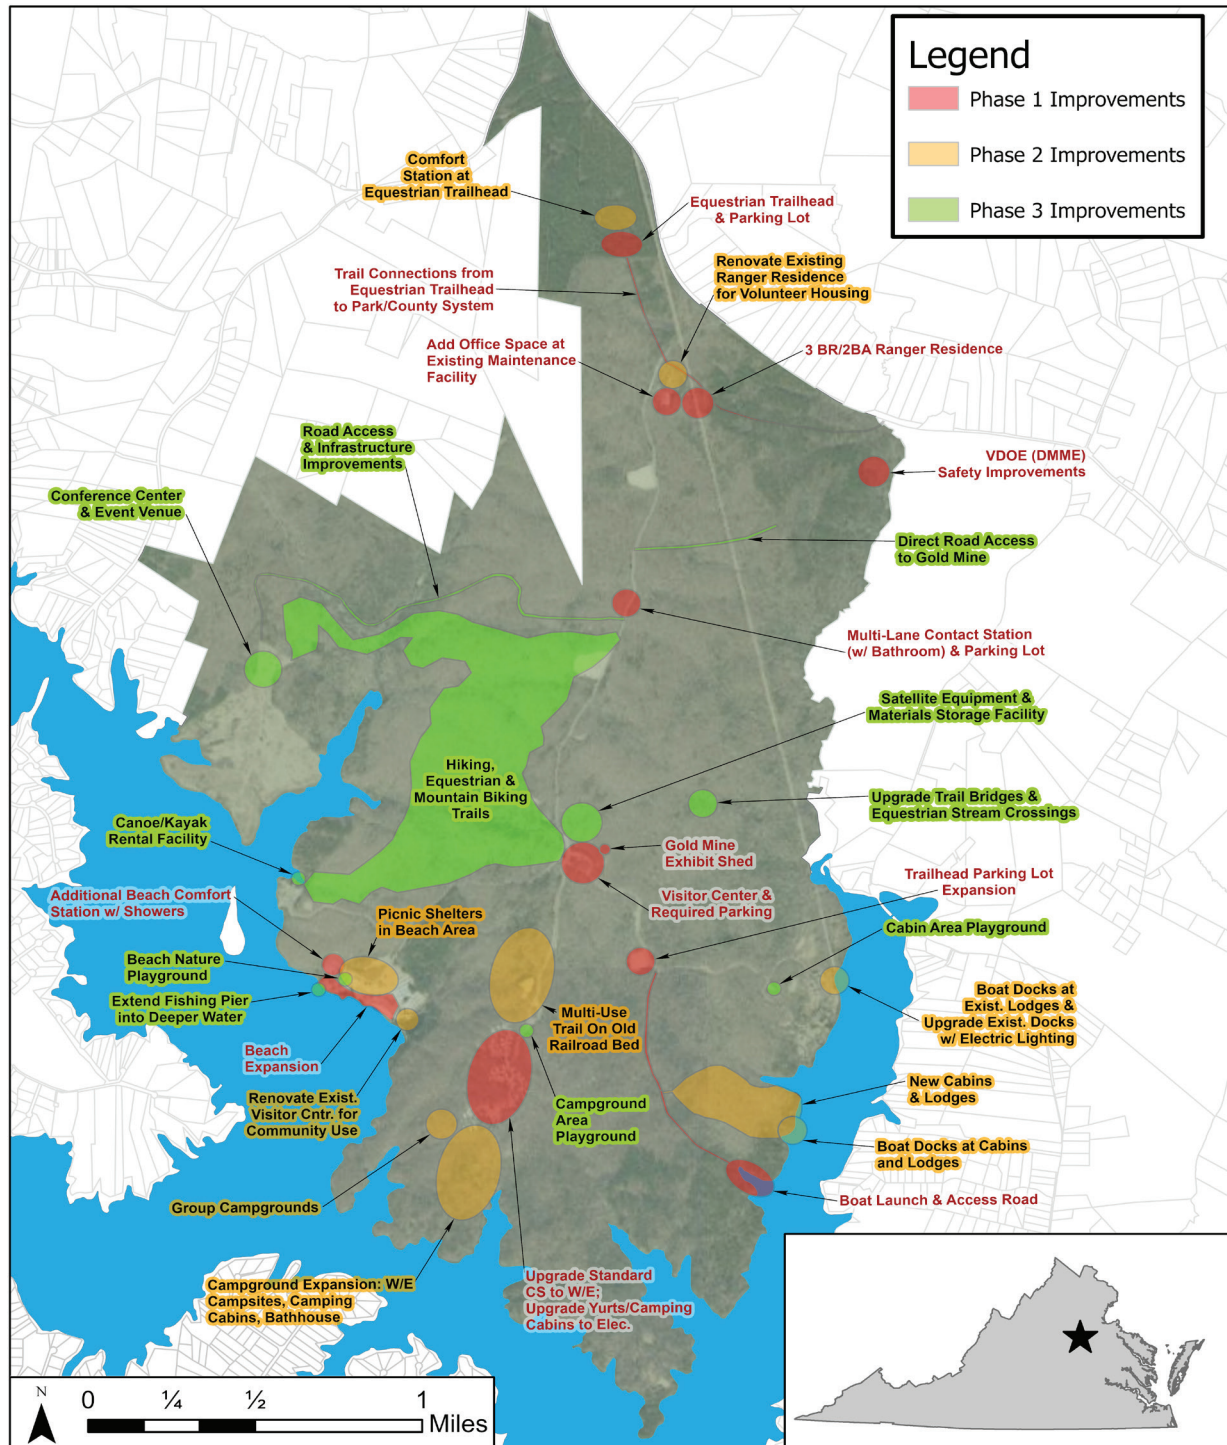 Legend
Phase 1 Improvements
Phase 2 Improvements
Phase 3 Improvements
Comfort
Station at
Equestrian Trailhead
Equestrian Trailhead
& Parking Lot
Renovate Existing
Ranger Residence
for Volunteer Housing
Trail Connections from
Equestrian Trailhead
to Park/County System
Add Office Space at
Existing Maintenance
Facility
3 BR/2BA Ranger Residence
Road Access
& Infrastructure
Improvements
VDOE (DMME)
Safety Improvements
Conference Center
& Event Venue
Direct Road Access
to Gold Mine
Multi-Lane Contact Station
(w/ Bathroom) & Parking Lot
Satellite Equipment &
Materials Storage Facility
Hiking,
Equestrian &
Mountain Biking
Trails
Upgrade Trail Bridges &
Equestrian Stream Crossings
Canoe/Kayak
Rental Facility
Gold Mine
Exhibit Shed
Trailhead Parking Lot
Expansion
Additional Beach Comfort
Station w/ Showers
Visitor Center &
Required Parking
Picnic Shelters
in Beach Area
Cabin Area Playground
Beach Nature
Playground
Extend Fishing Pier
into Deeper Water
Boat Docks at
Exist. Lodges &
Upgrade Exist. Docks
w/ Electric Lighting
Multi-Use
Trail On Old
Railroad Bed
Beach
Expansion
New Cabins
& Lodges
Renovate Exist.
Visitor Cntr. for
Community Use
Campground
Area
Playground
Boat Docks at Cabins
and Lodges
Group Campgrounds
Boat Launch & Access Road
Campground Expansion: W/E
Campsites, Camping
Cabins, Bathhouse
Upgrade Standard
CS to W/E;
Upgrade Yurts/Camping
Cabins to Elec.
N
0 ¼ ½ 1
Miles